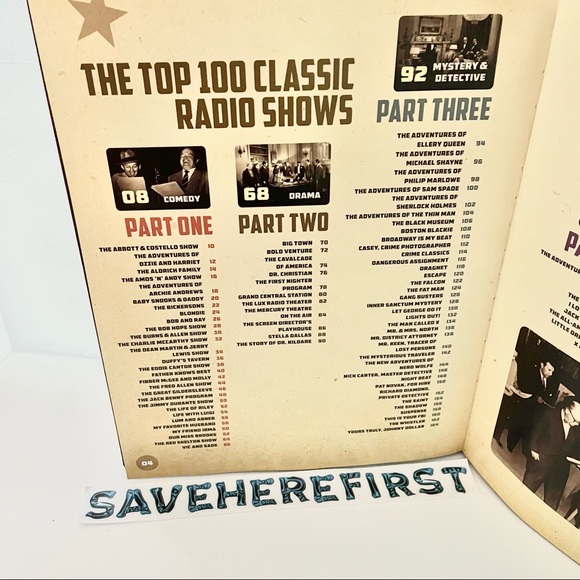 THE TOP 100 CLASSIC
RADIO SHOWS
08 COMEDY
PART ONE
THE ABBOTT & COSTELLO SHOW 10
THE ADVENTURES OF
OZZIE AND HARRIET 12
THE ALDRICH FAMILY 14
THE AMOS 'N' ANDY SHOW 16
THE ADVENTURES OF
ARCHIE ANDREWS 18
BABY SNOOKS & DADDY 20
THE BICKERSONS 22
BLONDIE 24
BOB AND RAY 26
THE BOB HOPE SHOW 28
THE BURNS & ALLEN SHOW 30
THE CHARLIE MCCARTHY SHOW 32
THE DEAN MARTIN & JERRY
LEWIS SHOW 34
DUFFY'S TAVERN 36
THE EDDIE CANTOR SHOW 38
FATHER KNOWS BEST 40
FIBBER MCGEE AND MOLLY 42
THE FRED ALLEN SHOW 44
THE GREAT GILDERSLEEVE 46
THE JACK BENNY PROGRAM 48
THE JIMMY DURANTE SHOW 50
THE LIFE OF RILEY 52
LIFE WITH LUIGI 54
LUM AND ABNER 56
MY FAVORITE HUSBAND 58
MY FRIEND IRMA 60
OUR MISS BROOKS 62
THE RED SKELTON SHOW 64
VIC AND SADE 66
68 DRAMA
PART TWO
BIG TOWN 70
BOLD VENTURE 72
THE CAVALCADE
OF AMERICA 74
DR. CHRISTIAN 76
THE FIRST NIGHTER
PROGRAM 78
GRAND CENTRAL STATION 80
THE LUX RADIO THEATER 82
THE MERCURY THEATRE
ON THE AIR 84
THE SCREEN DIRECTOR'S
PLAYHOUSE 86
STELLA DALLAS 88
THE STORY OF DR. KILDARE 90
92 MYSTERY &
DETECTIVE
PART THREE
THE ADVENTURES OF
ELLERY QUEEN 94
THE ADVENTURES OF
MICHAEL SHAYNE 96
THE ADVENTURES OF
PHILIP MARLOWE 98
THE ADVENTURES OF SAM SPADE 100
THE ADVENTURES OF
SHERLOCK HOLMES 102
THE ADVENTURES OF THE THIN MAN 104
THE BLACK MUSEUM 106
BOSTON BLACKIE 108
BROADWAY IS MY BEAT 110
CASEY, CRIME PHOTOGRAPHER 112
CRIME CLASSICS 114
DANGEROUS ASSIGNMENT 116
DRAGNET 118
ESCAPE 120
THE FALCON 122
THE FAT MAN 124
GANG BUSTERS 126
INNER SANCTUM MYSTERY 128
LET GEORGE DO IT 130
LIGHTS OUT! 132
THE MAN CALLED X 134
MR. & MRS. NORTH 136
MR. DISTRICT ATTORNEY 138
MR. KEEN, TRACER OF
LOST PERSONS 140
THE MYSTERIOUS TRAVELER 142
THE NEW ADVENTURES OF
NERO WOLFE 144
NICK CARTER, MASTER DETECTIVE 146
NIGHT BEAT 148
PAT NOVAK, FOR HIRE 150
RICHARD DIAMOND,
PRIVATE DETECTIVE 152
THE SAINT 154
THE SHADOW 156
SUSPENSE 158
THIS IS YOUR FBI 160
THE WHISTLER 162
YOURS TRULY, JOHNNY DOLLAR 164
04
THE ADVENTURE
LITTLE OR
SAVEHEREFIRST